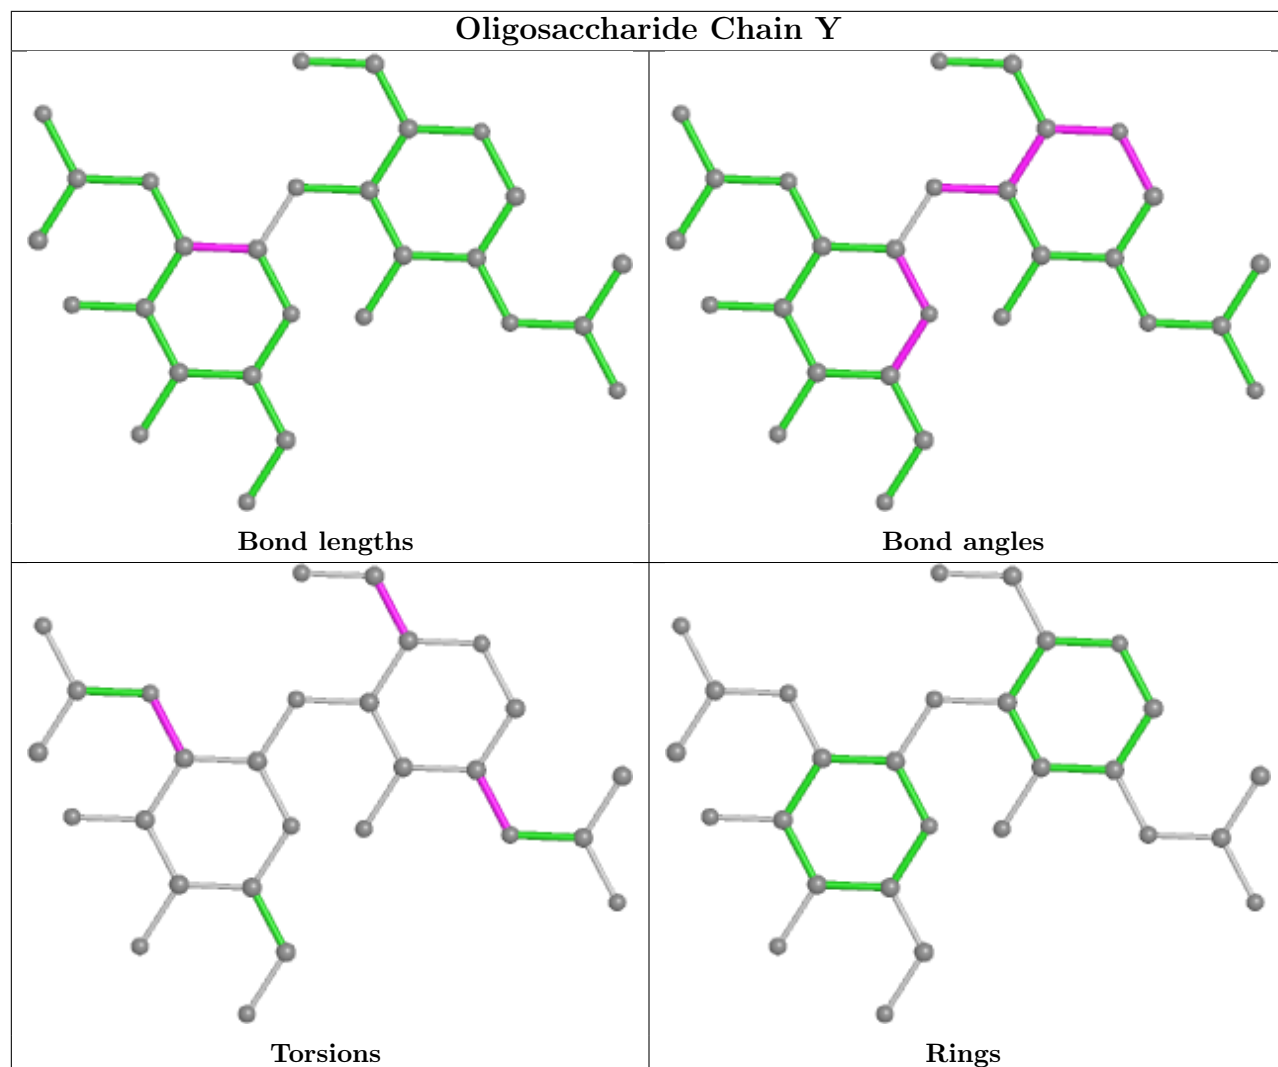 Oligosaccharide Chain Y
Bond lengths
Bond angles
Torsions
Rings